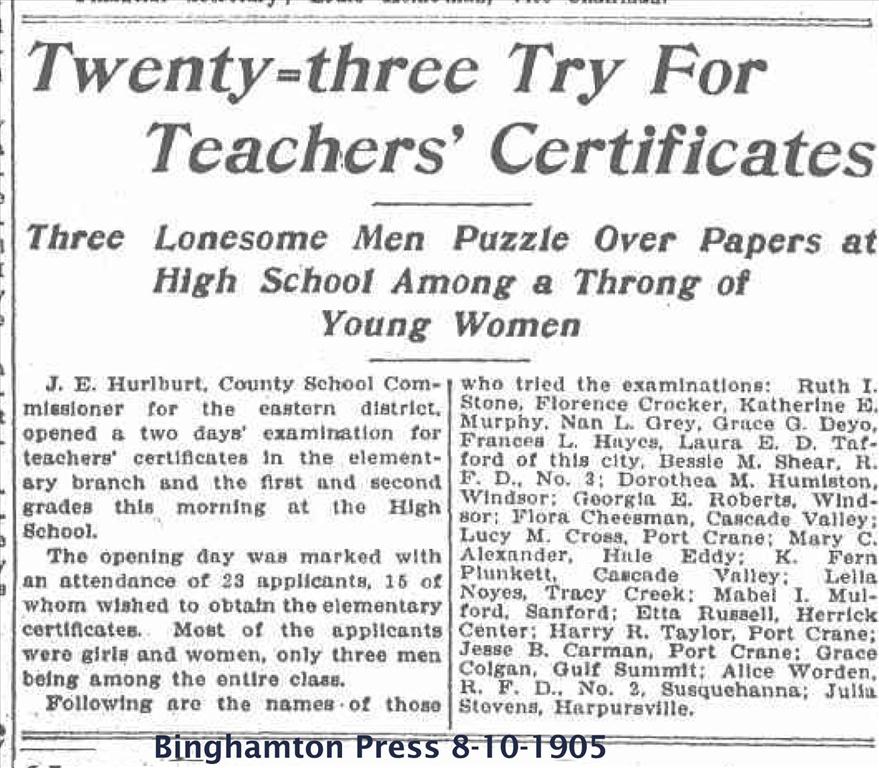 Twenty-three Try For
Teachers' Certificates
Three Lonesome Men Puzzle Over Papers at
High School Among a Throng of
Young Women
J. E. Hurlburt, County School Com-
missioner for the eastern district,
opened a two days' examination for
teachers' certificates in the element-
ary branch and the first and second
grades this morning at the High
School.
The opening day was marked with
an attendance of 23 applicants, 15 of
whom wished to obtain the elementary
certificates. Most of the applicants
were girls and women, only three men
being among the entire class.
Following are the names of those
who tried the examinations: Ruth I.
Stone, Florence Crocker, Katherine E.
Murphy, Nan L. Grey, Grace G. Deyo,
Frances L. Hayes, Laura E. D. Taf-
ford of this city, Bessie M. Shear, R.
F. D., No. 3; Dorothea M. Humiston,
Windsor; Georgia E. Roberts, Wind-
sor; Flora Cheesman, Cascade Valley;
Lucy M. Cross, Port Crane; Mary C.
Alexander, Hale Eddy; K. Fern
Plunkett, Cascade Valley; Lelia
Noyes, Tracy Creek; Mabel I. Mul-
ford, Sanford; Etta Russell, Herrick
Center; Harry R. Taylor, Port Crane;
Jesse B. Carman, Port Crane; Grace
Colgan, Gulf Summit; Alice Worden,
R. F. D., No. 2, Susquehanna; Julia
Stevens, Harpursville.
Binghamton Press 8-10-1905